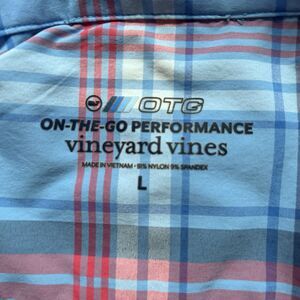 OTG
ON-THE-GO PERFORMANCE
vineyard vines
MADE IN VIETNAM • 91% NYLON 9% SPANDEX
L